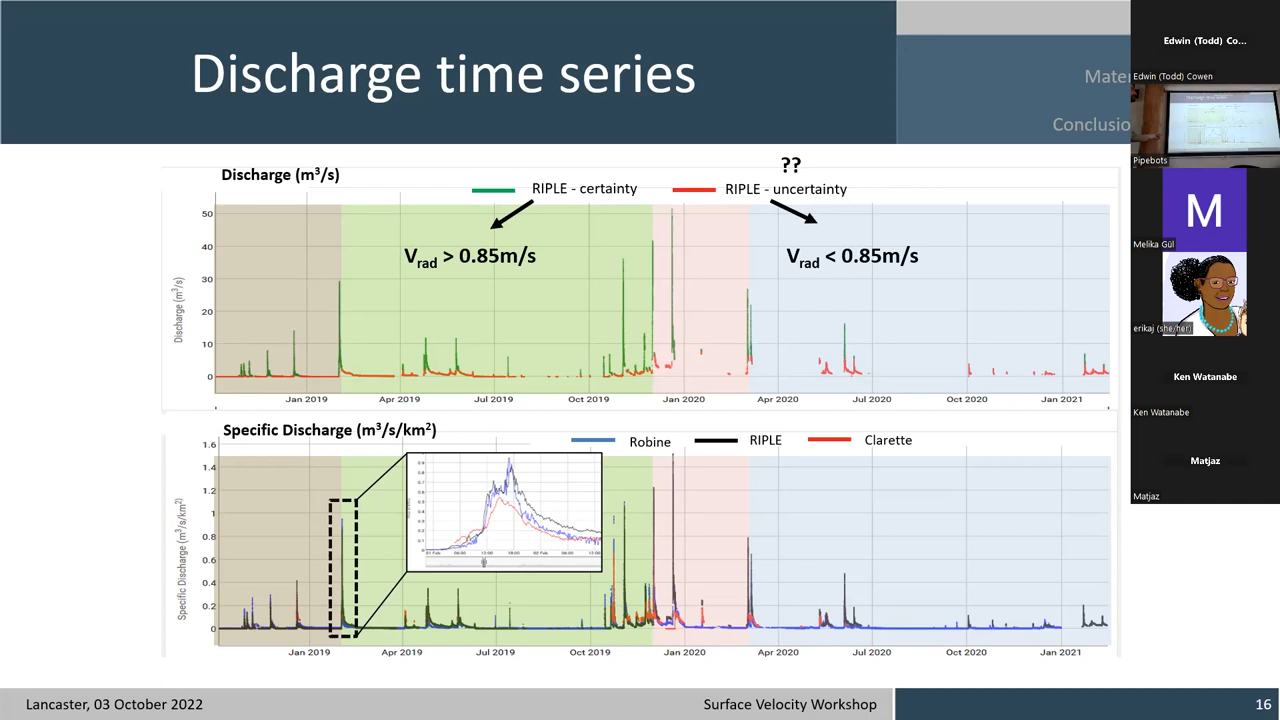 Discharge time series
Mater
Conclusio
Edwin (Todd) Co...
Edwin (Todd) Cowen
Pipebots
M
Melika Gül
erikaj (she/her)
Ken Watanabe
Ken Watanabe
Matjaz
Matjaz
??
Discharge (m³/s)
RIPLE - certainty
RIPLE - uncertainty
Vrad > 0.85m/s
Vrad < 0.85m/s
Discharge (m³/s)
50
40
30
20
10
0
Jan 2019
Apr 2019
Jul 2019
Oct 2019
Jan 2020
Apr 2020
Jul 2020
Oct 2020
Jan 2021
Specific Discharge (m³/s/km²)
Robine
RIPLE
Clarette
Specific Discharge (m³/s/km²)
1.6
1.4
1.2
1
0.8
0.6
0.4
0.2
0
Jan 2019
Apr 2019
Jul 2019
Oct 2019
Jan 2020
Apr 2020
Jul 2020
Oct 2020
Jan 2021
Lancaster, 03 October 2022
Surface Velocity Workshop
16